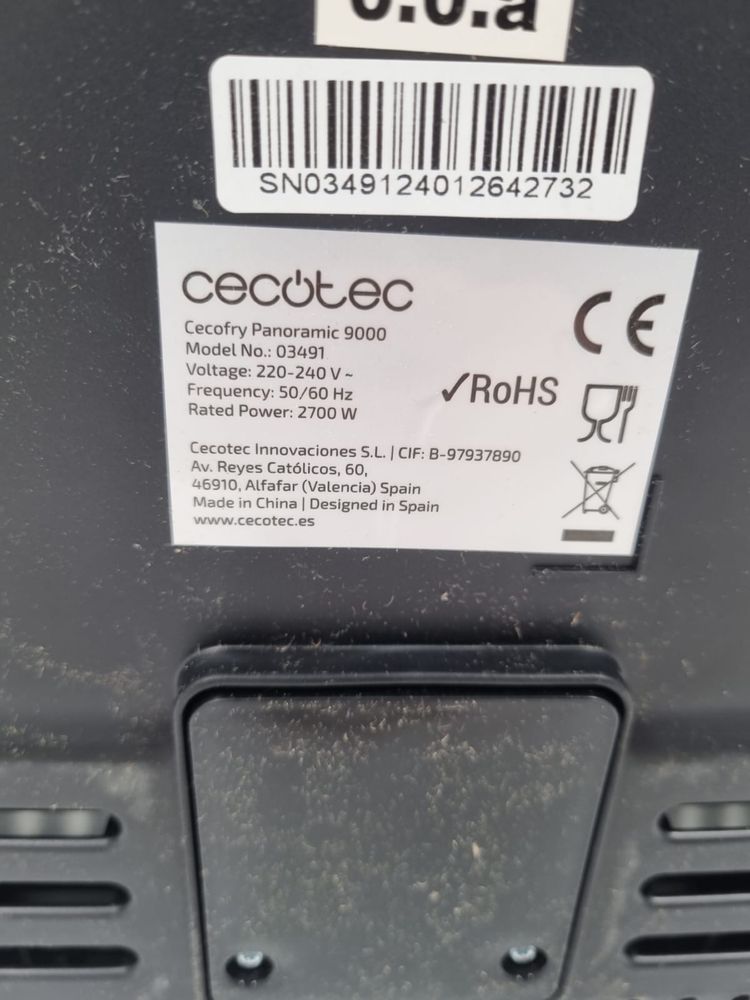 0.0.a
SN0349124012642732
cecotec
Cecofry Panoramic 9000
Model No.: 03491
Voltage: 220-240 V ~
Frequency: 50/60 Hz
Rated Power: 2700 W
✓RoHS
CE
Cecotec Innovaciones S.L. | CIF: B-97937890
Av. Reyes Católicos, 60,
46910, Alfafar (Valencia) Spain
Made in China | Designed in Spain
www.cecotec.es